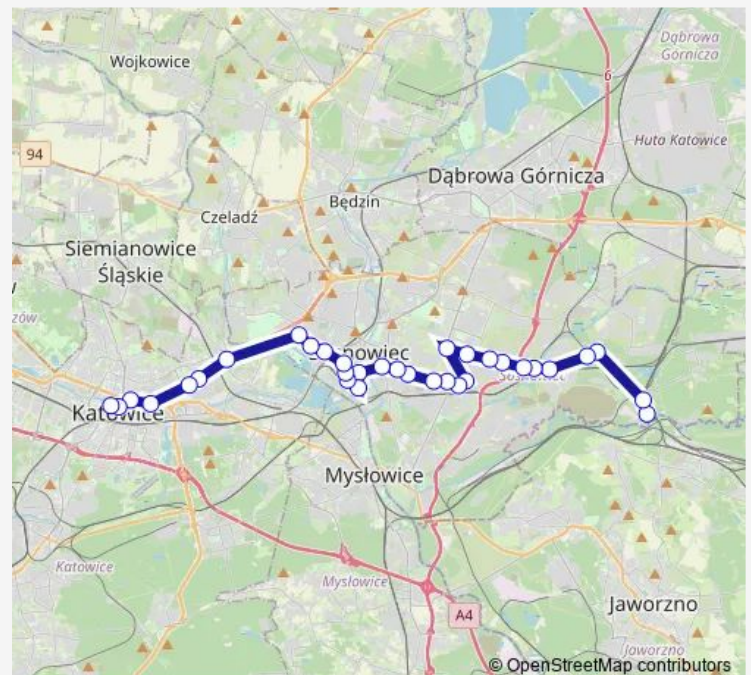 Dąbrowa
Górnicza
Wojkowice
6
Huta Katowice
94
Dąbrowa Górnicza
Będzin
Czeladź
Siemianowice
Śląskie
Katowice
Mysłowice
Katowice
Mysłowice
A4
Jaworzno
Jaworzno
© OpenStreetMap contributors